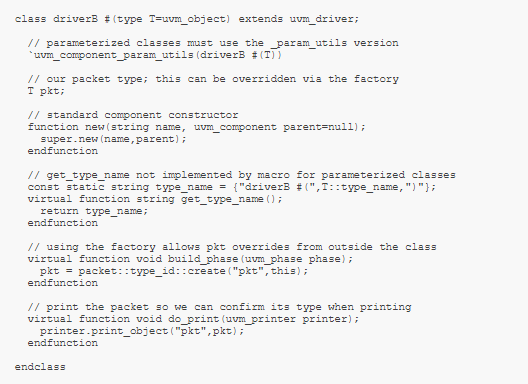 class driverB #(type T=uvm_object) extends uvm_driver;
// parameterized classes must use the _param_utils version
`uvm_component_param_utils(driverB #(T))
// our packet type; this can be overridden via the factory
T pkt;
// standard component constructor
function new(string name, uvm_component parent=null);
super.new(name,parent);
endfunction
// get_type_name not implemented by macro for parameterized classes
const static string type_name = {"driverB #(",T::type_name,")"};
virtual function string get_type_name();
return type_name;
endfunction
// using the factory allows pkt overrides from outside the class
virtual function void build_phase(uvm_phase phase);
pkt = packet::type_id::create("pkt",this);
endfunction
// print the packet so we can confirm its type when printing
virtual function void do_print(uvm_printer printer);
printer.print_object("pkt",pkt);
endfunction
endclass